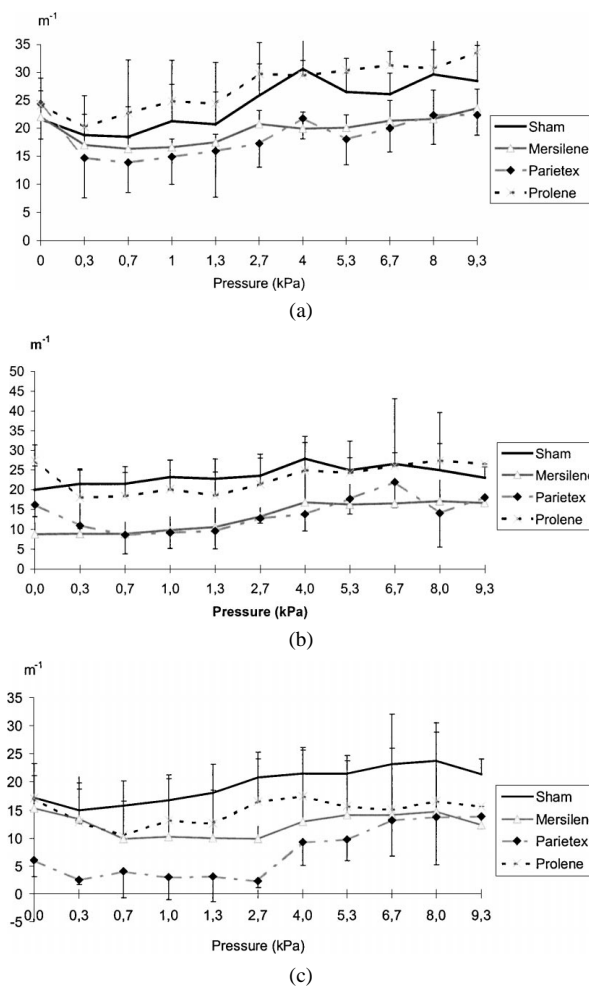 m⁻¹
35
30
25
20
15
10
5
0
0 0,3 0,7 1 1,3 2,7 4 5,3 6,7 8 9,3
Pressure (kPa)
Sham
Mersilene
Parietex
Prolene
(a)
m⁻¹
50
45
40
35
30
25
20
15
10
5
0
0,0 0,3 0,7 1,0 1,3 2,7 4,0 5,3 6,7 8,0 9,3
Pressure (kPa)
Sham
Mersilene
Parietex
Prolene
(b)
m⁻¹
35
30
25
20
15
10
5
0
-5
0,0 0,3 0,7 1,0 1,3 2,7 4,0 5,3 6,7 8,0 9,3
Pressure (kPa)
Sham
Mersilene
Parietex
Prolene
(c)